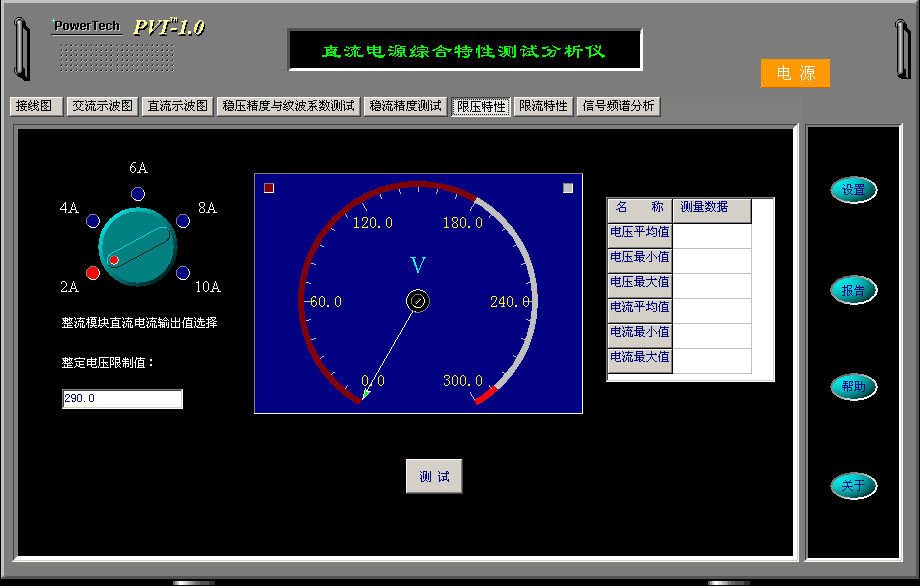 PowerTech PVI™-1.0
直流电源综合特性测试分析仪
电 源
接线图 交流示波图 直流示波图 稳压精度与纹波系数测试 稳流精度测试 限压特性 限流特性 信号频谱分析
6A
4A 8A
2A 10A
整流模块直流电流输出值选择
整定电压限制值：
290.0
120.0 180.0
V
60.0 240.0
0.0 300.0
测 试
名 称 测量数据
电压平均值
电压最小值
电压最大值
电流平均值
电流最小值
电流最大值
设置
报告
帮助
关于